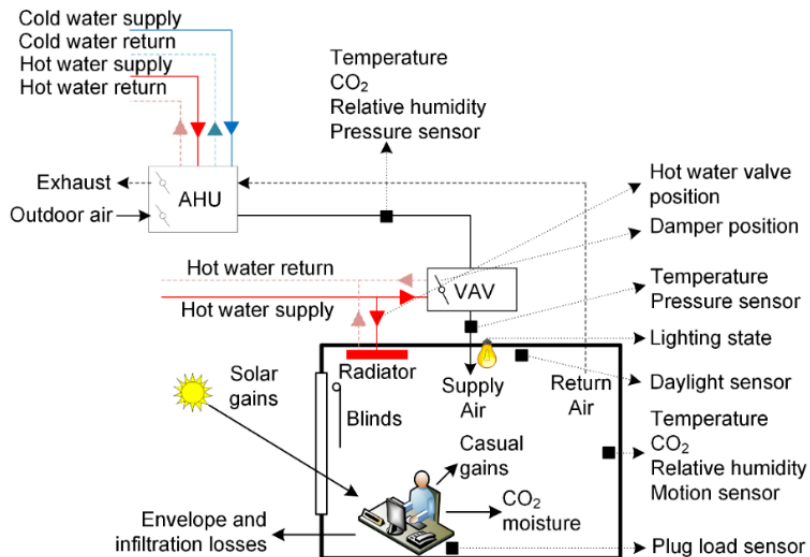 Cold water supply
Cold water return
Hot water supply
Hot water return
Temperature
CO₂
Relative humidity
Pressure sensor
Exhaust
Outdoor air
AHU
Hot water valve
position
Damper position
Hot water return
Hot water supply
VAV
Temperature
Pressure sensor
Lighting state
Daylight sensor
Solar
gains
Radiator
Blinds
Supply
Air
Return
Air
Temperature
CO₂
Relative humidity
Motion sensor
Casual
gains
CO₂
moisture
Envelope and
infiltration losses
Plug load sensor